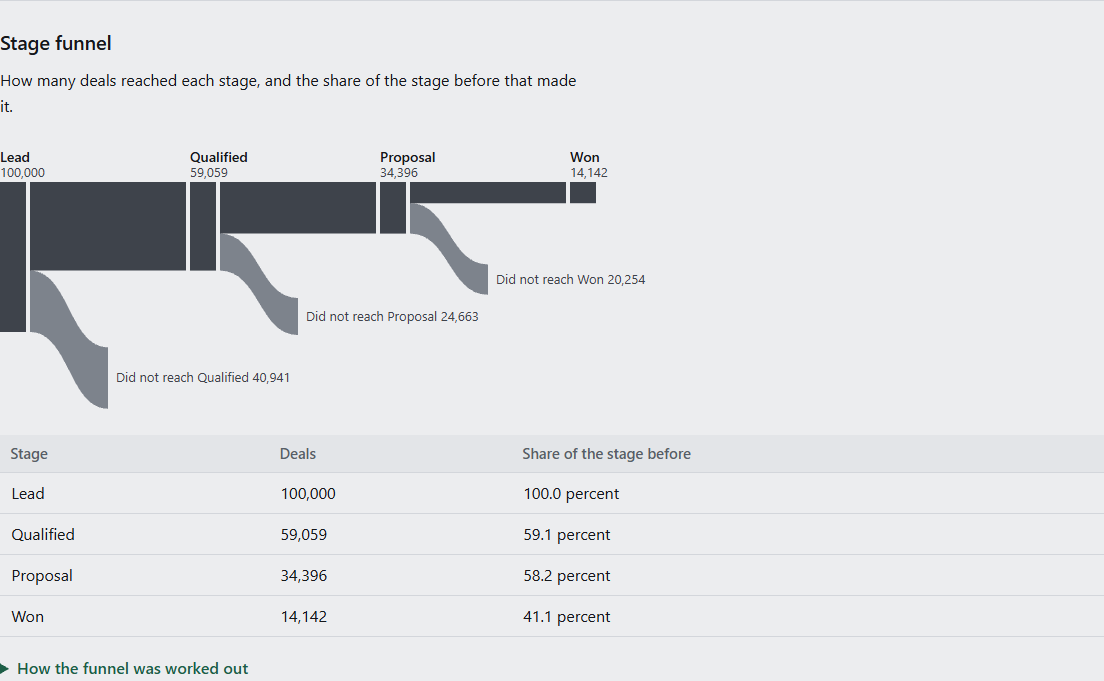 Stage funnel
How many deals reached each stage, and the share of the stage before that made
it.
Lead Qualified Proposal Won
100,000 59,059 34,396 14,142
Did not reach Won 20,254
Did not reach Proposal 24,663
Did not reach Qualified 40,941
Stage Deals Share of the stage before
Lead 100,000 100.0 percent
Qualified 59,059 59.1 percent
Proposal 34,396 58.2 percent
Won 14,142 41.1 percent
How the funnel was worked out